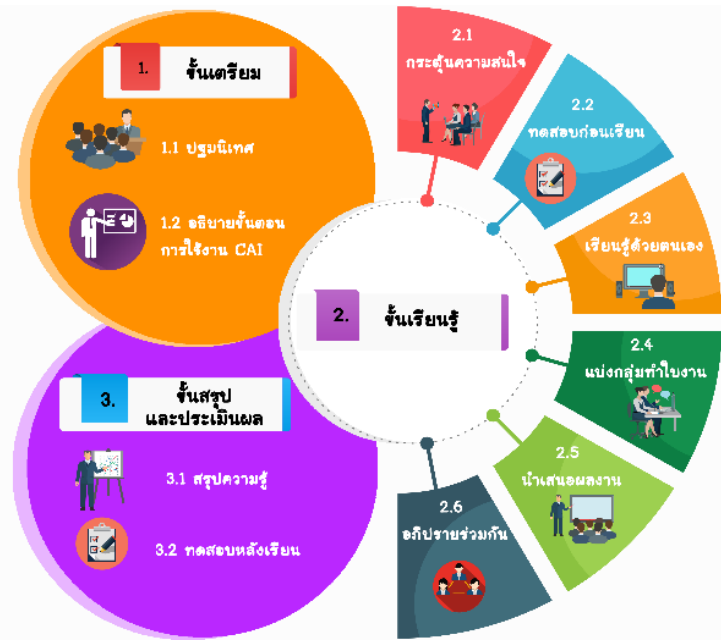 1.
ขั้นเตรียม
1.1 ปฐมนิเทศ
1.2 อธิบายขั้นตอน
การใช้งาน CAI
2.
ขั้นเรียนรู้
2.1
กระตุ้นความสนใจ
2.2
ทดสอบก่อนเรียน
2.3
เรียนรู้ด้วยตนเอง
2.4
แบ่งกลุ่มทำใบงาน
2.5
นำเสนอผลงาน
2.6
อภิปรายร่วมกัน
3.
ขั้นสรุป
และประเมินผล
3.1 สรุปความรู้
3.2 ทดสอบหลังเรียน